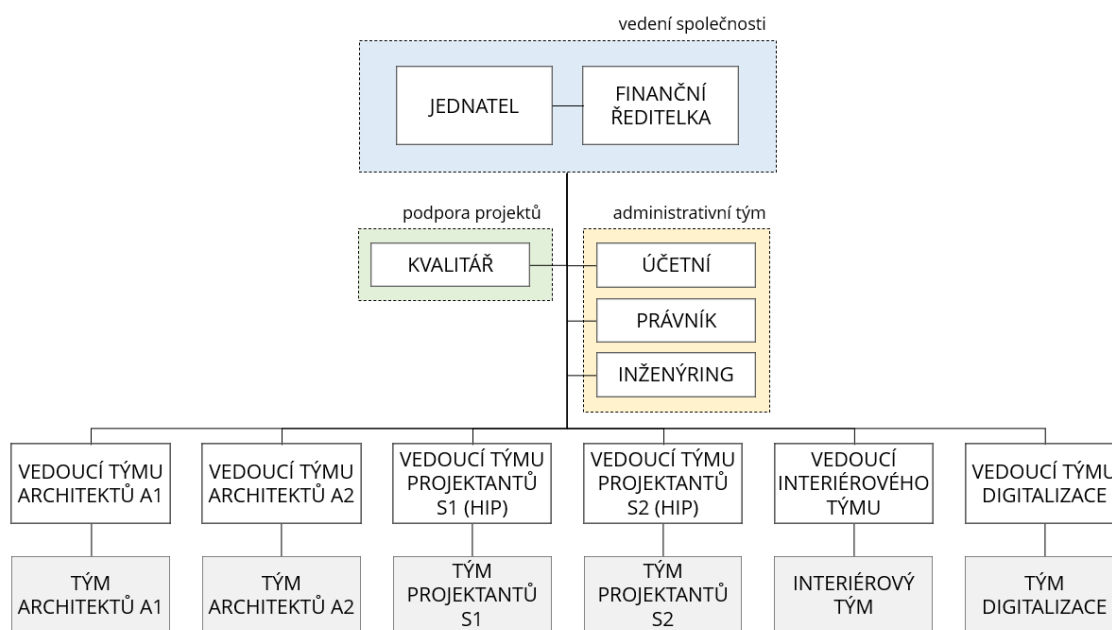 vedení společnosti
JEDNATEL
FINANČNÍ
ŘEDITELKA
podpora projektů
administrativní tým
KVALITÁŘ
ÚČETNÍ
PRÁVNÍK
INŽENÝRING
VEDOUCÍ TÝMU
ARCHITEKTŮ A1
VEDOUCÍ TÝMU
ARCHITEKTŮ A2
VEDOUCÍ TÝMU
PROJEKTANTŮ
S1 (HIP)
VEDOUCÍ TÝMU
PROJEKTANTŮ
S2 (HIP)
VEDOUCÍ
INTERIÉROVÉHO
TÝMU
VEDOUCÍ TÝMU
DIGITALIZACE
TÝM
ARCHITEKTŮ A1
TÝM
ARCHITEKTŮ A2
TÝM
PROJEKTANTŮ
S1
TÝM
PROJEKTANTŮ
S2
INTERIÉROVÝ
TÝM
TÝM
DIGITALIZACE